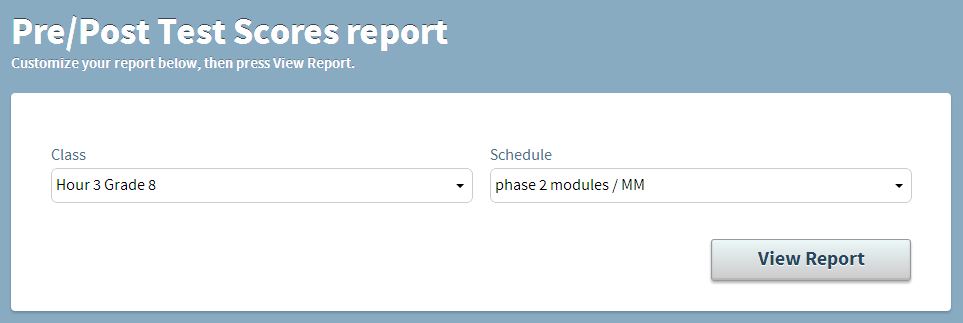 Pre/Post Test Scores report
Customize your report below, then press View Report.
Class
Schedule
Hour 3 Grade 8
phase 2 modules / MM
View Report